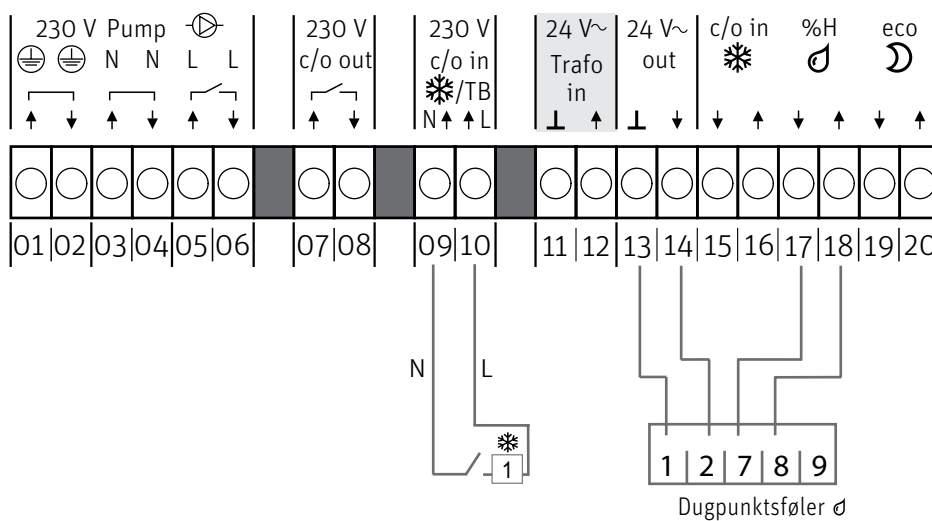 230 V Pump 230 V 230 V 24 V~ 24 V~ c/o in %H eco
N N L L c/o out c/o in Trafo out
/TB in
N L
01 02 03 04 05 06 07 08 09 10 11 12 13 14 15 16 17 18 19 20
N L
1
1 2 7 8 9
Dugpunktsføler